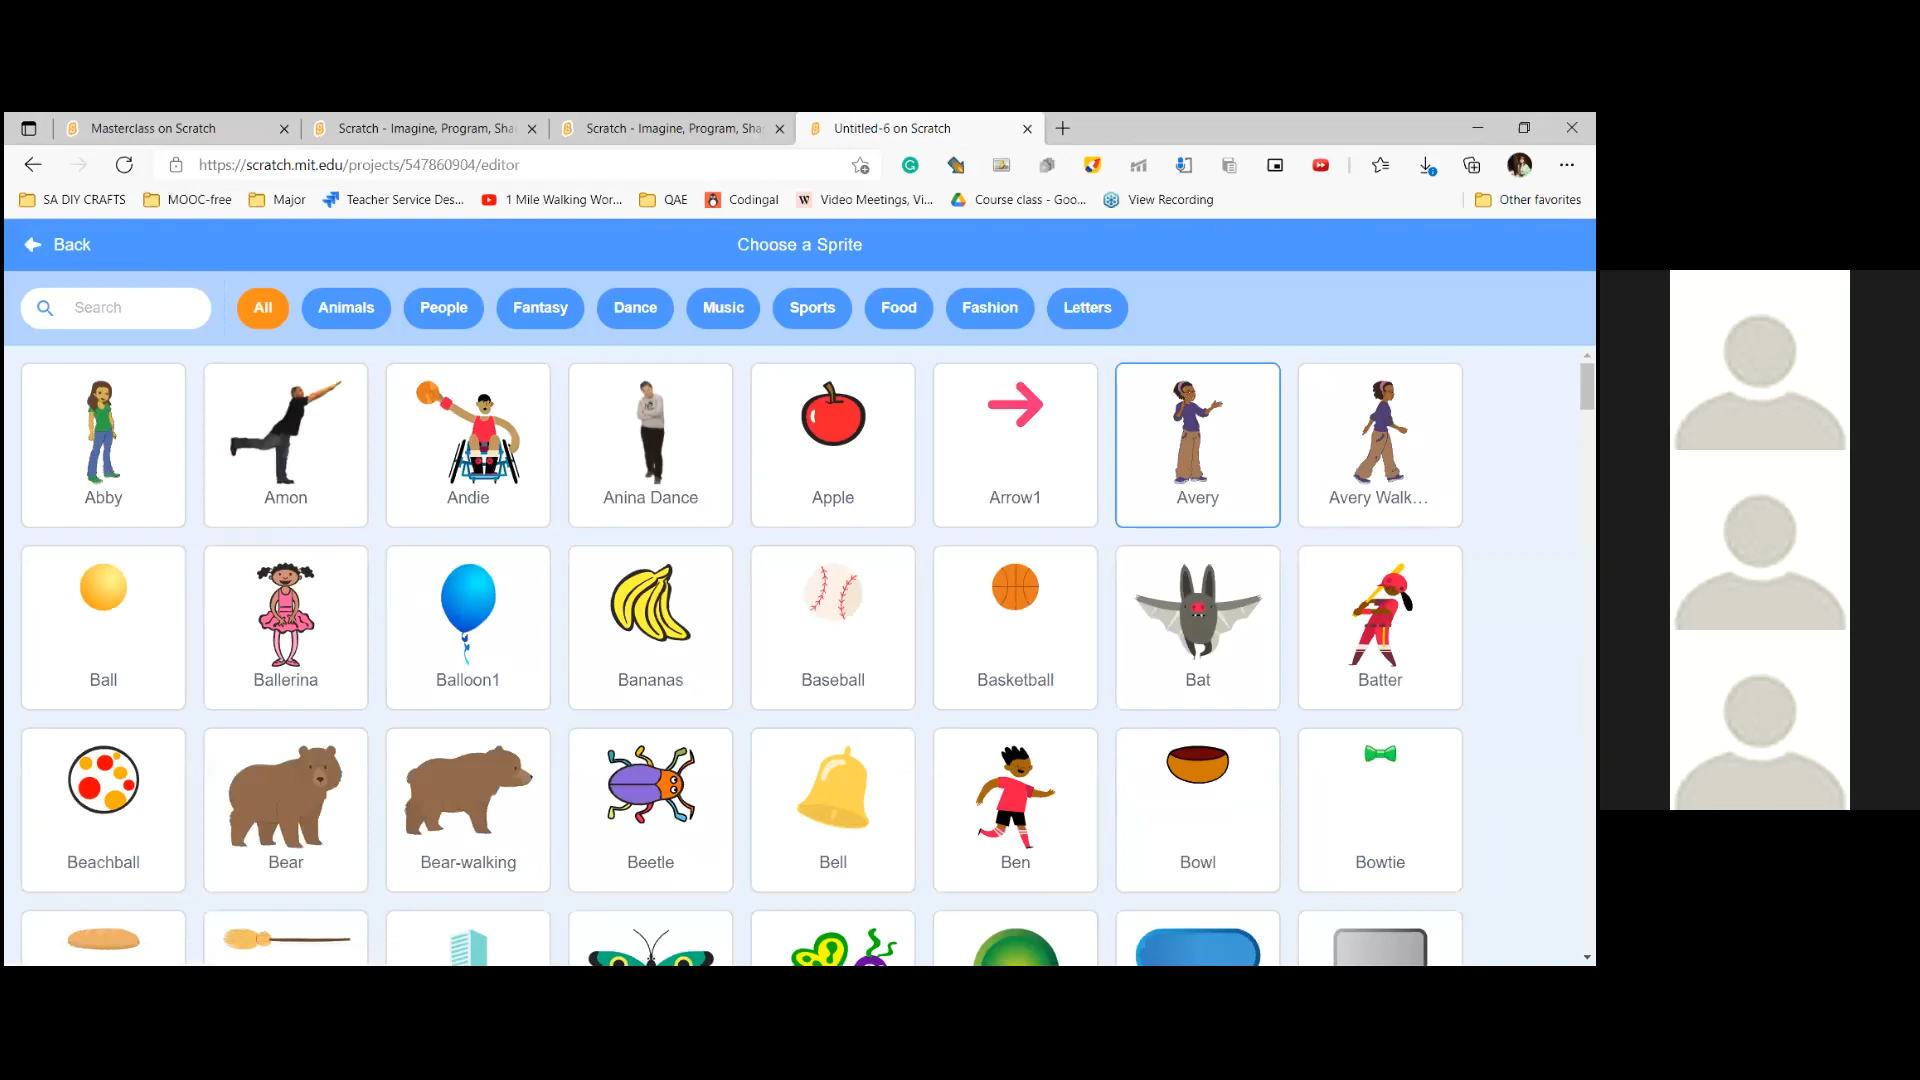 Masterclass on Scratch
Scratch - Imagine, Program, Sha
Scratch - Imagine, Program, Sha
Untitled-6 on Scratch
https://scratch.mit.edu/projects/547860904/editor
SA DIY CRAFTS MOOC-free Major Teacher Service Des... 1 Mile Walking Wor... QAE Codingal W Video Meetings, Vi... Course class - Goo... View Recording Other favorites
Back
Choose a Sprite
Search All Animals People Fantasy Dance Music Sports Food Fashion Letters
Abby Amon Andie Anina Dance Apple Arrow1 Avery Avery Walk...
Ball Ballerina Balloon1 Bananas Baseball Basketball Bat Batter
Beachball Bear Bear-walking Beetle Bell Ben Bowl Bowtie